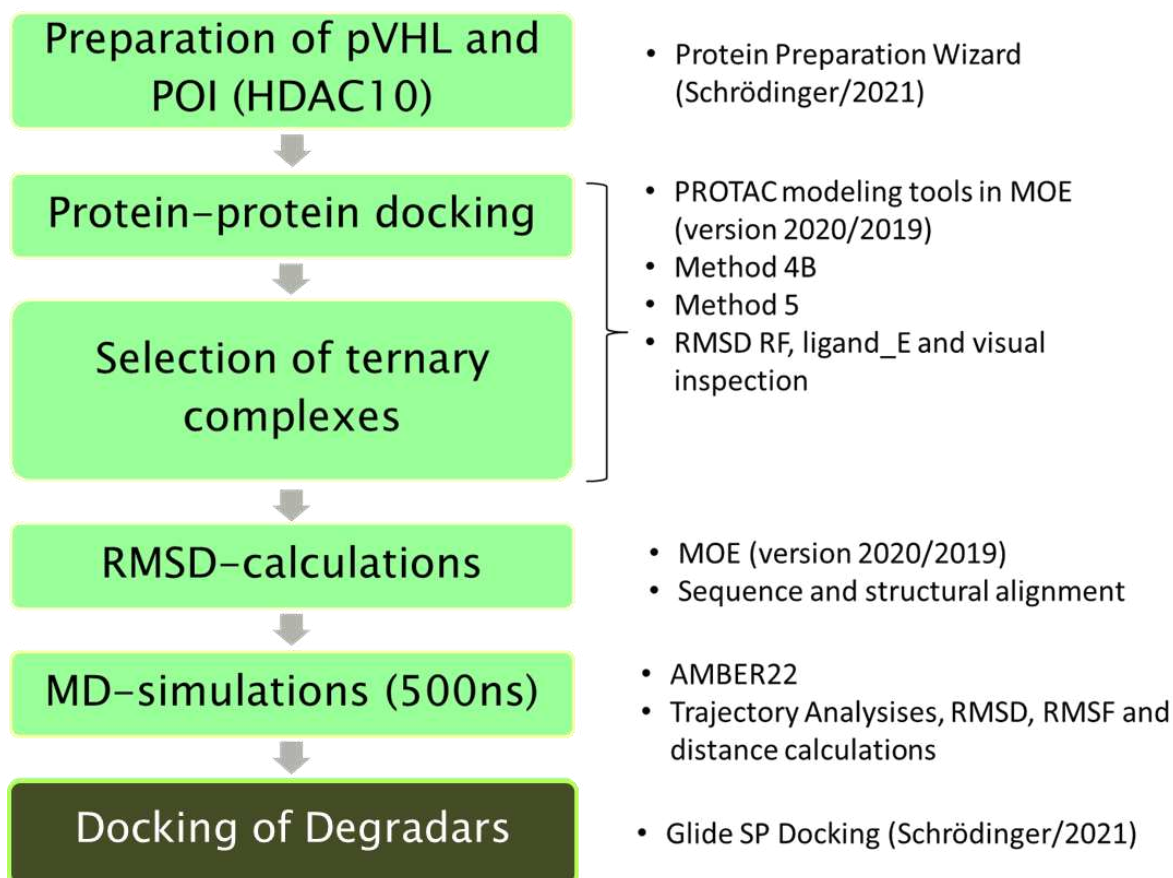 Preparation of pVHL and
POI (HDAC10)
• Protein Preparation Wizard
(Schrödinger/2021)
Protein-protein docking
Selection of ternary
complexes
• PROTAC modeling tools in MOE
(version 2020/2019)
• Method 4B
• Method 5
• RMSD RF, ligand_E and visual
inspection
RMSD-calculations
• MOE (version 2020/2019)
• Sequence and structural alignment
MD-simulations (500ns)
• AMBER22
• Trajectory Analysises, RMSD, RMSF and
distance calculations
Docking of Degradars
• Glide SP Docking (Schrödinger/2021)